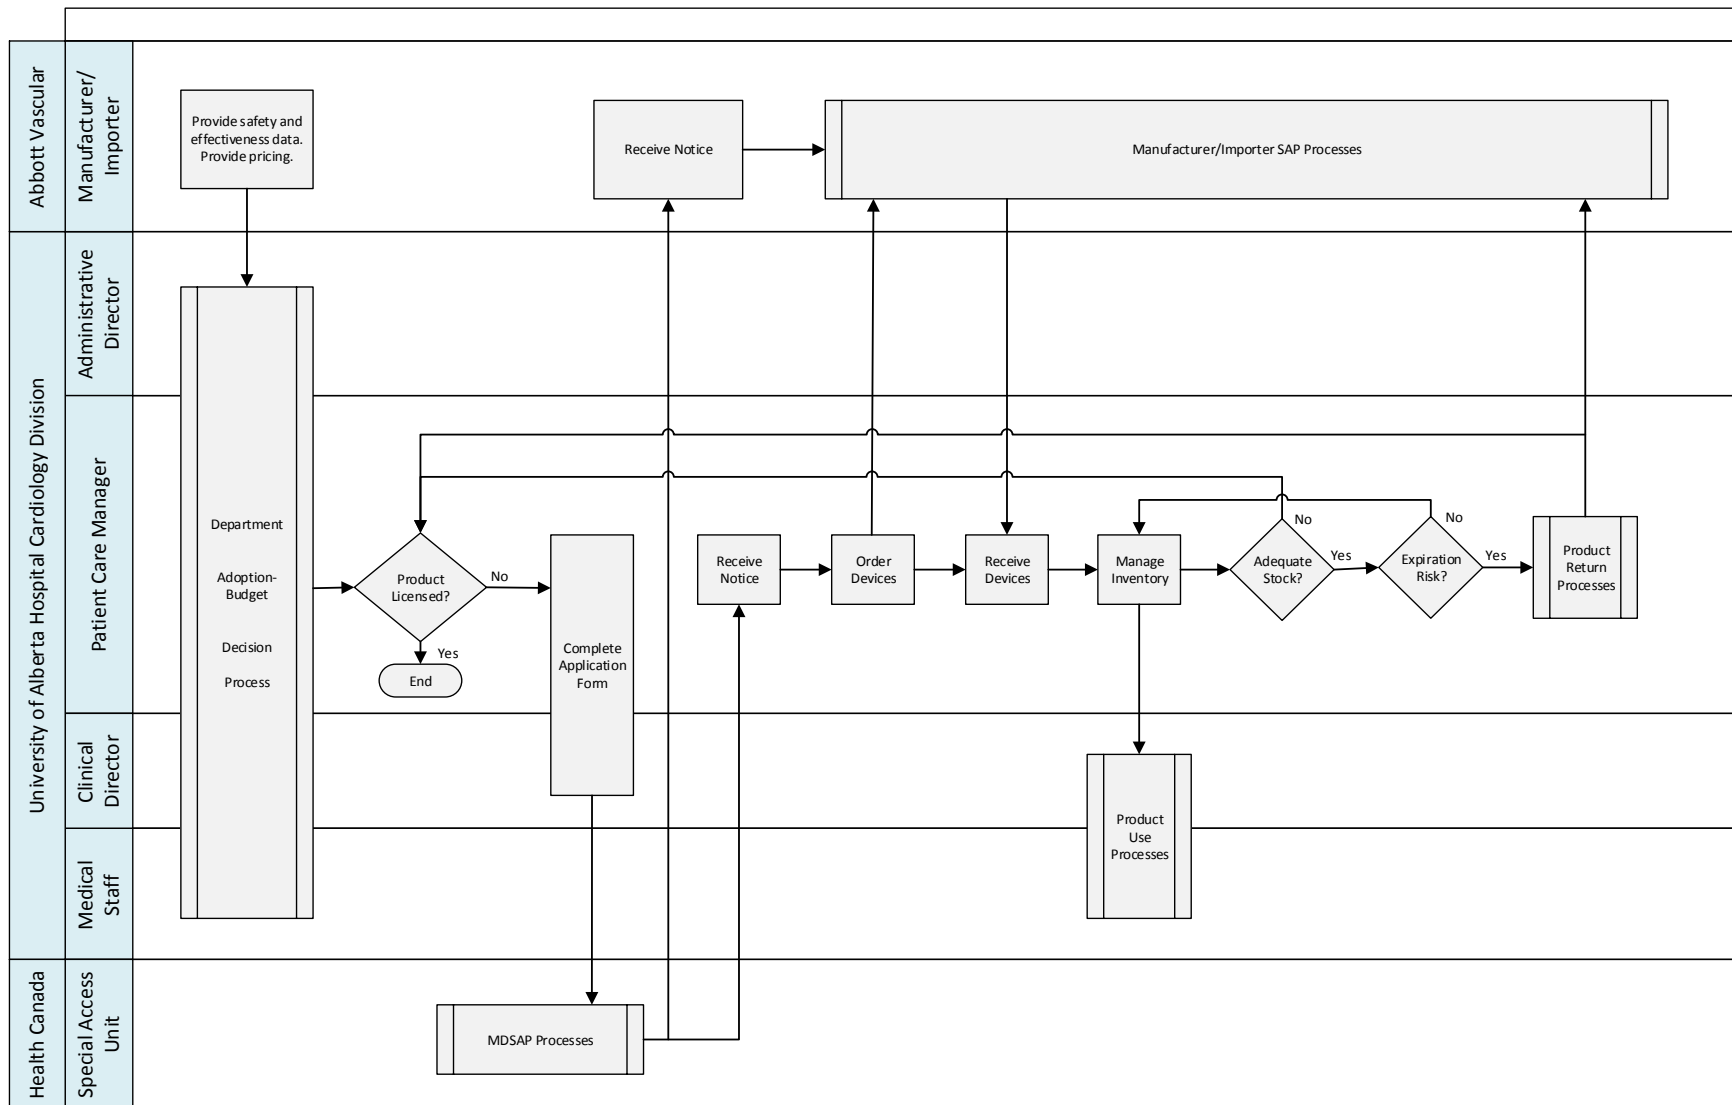 Abbott Vascular
Manufacturer/
Importer
Provide safety and
effectiveness data.
Provide pricing.
Receive Notice
Manufacturer/Importer SAP Processes
University of Alberta Hospital Cardiology Division
Administrative
Director
Patient Care Manager
Department
Adoption-
Budget
Decision
Process
Product
Licensed?
No
Yes
End
Complete
Application
Form
Receive
Notice
Order
Devices
Receive
Devices
Manage
Inventory
Adequate
Stock?
No
Yes
Expiration
Risk?
No
Yes
Product
Return
Processes
Clinical
Director
Product
Use
Processes
Medical
Staff
Health Canada
Special Access
Unit
MDSAP Processes